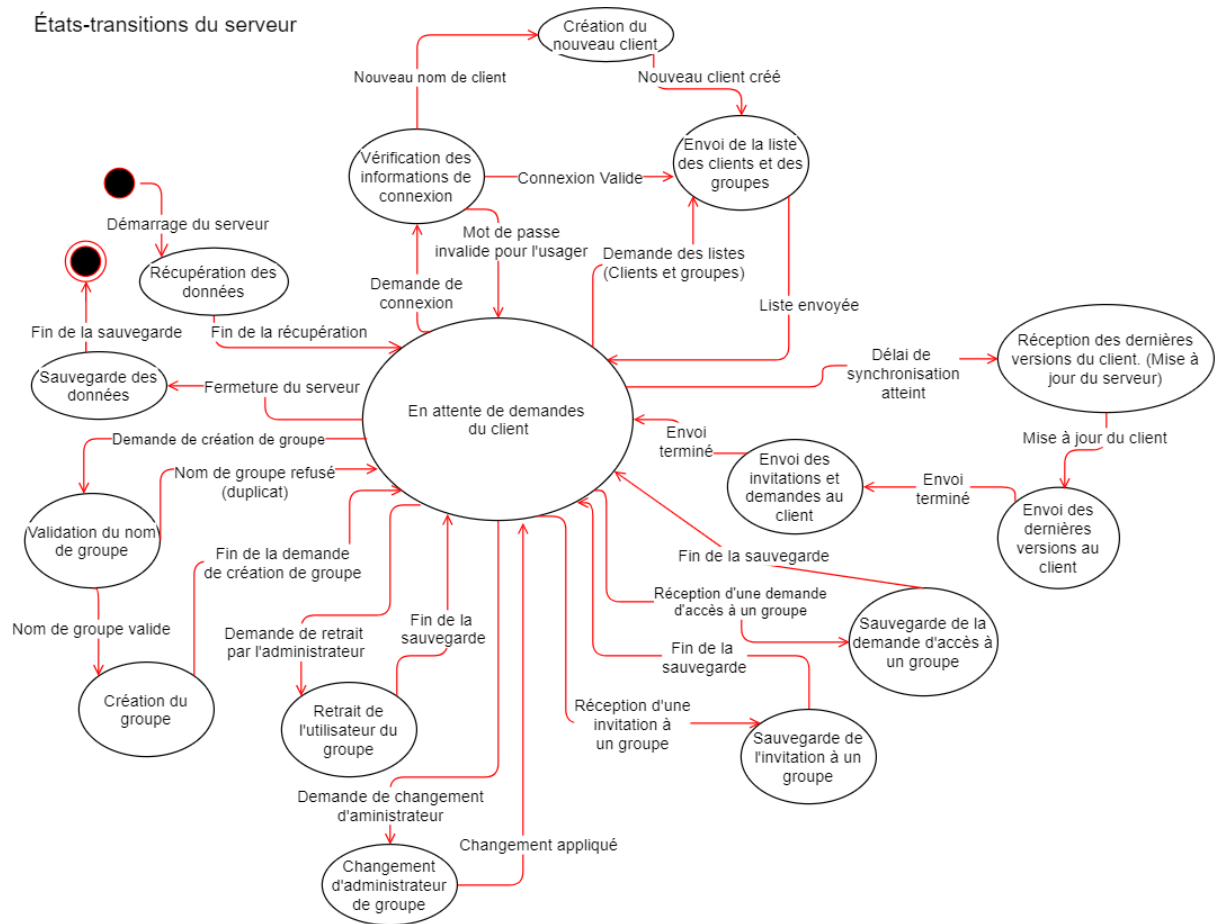 États-transitions du serveur
Création du
nouveau client
Nouveau nom de client
Nouveau client créé
Vérification des
informations de
connexion
Connexion Valide
Envoi de la liste
des clients et des
groupes
Démarrage du serveur
Mot de passe
invalide pour l'usager
Demande des listes
(Clients et groupes)
Récupération des
données
Demande de
connexion
Liste envoyée
Fin de la sauvegarde
Fin de la récupération
Réception des dernières
versions du client. (Mise à
jour du serveur)
Sauvegarde des
données
Fermeture du serveur
Délai de
synchronisation
atteint
En attente de demandes
du client
Demande de création de groupe
Envoi
terminé
Mise à jour du client
Nom de groupe refusé
(duplicat)
Envoi des
invitations et
demandes au
client
Envoi
terminé
Envoi des
dernières
versions au
client
Validation du nom
de groupe
Fin de la demande
de création de groupe
Fin de la sauvegarde
Réception d'une demande
d'accès à un groupe
Nom de groupe valide
Demande de retrait
par l'administrateur
Fin de la
sauvegarde
Fin de la
sauvegarde
Sauvegarde de la
demande d'accès à
un groupe
Création du
groupe
Retrait de
l'utilisateur du
groupe
Réception d'une
invitation à
un groupe
Sauvegarde de
l'invitation à un
groupe
Demande de changement
d'aministrateur
Changement appliqué
Changement
d'administrateur
de groupe